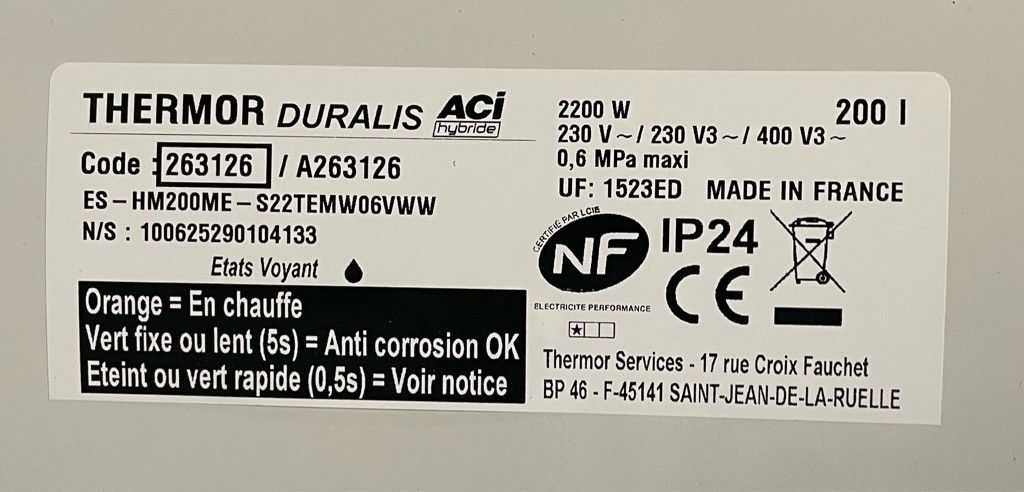 THERMOR DURALIS ACi hybride
Code : 263126 / A263126
ES-HM200ME-S22TEMW06VWW
N/S : 100625290104133
Etats Voyant
Orange = En chauffe
Vert fixe ou lent (5s) = Anti corrosion OK
Eteint ou vert rapide (0,5s) = Voir notice
2200 W
200 l
230 V~/ 230 V3~/ 400 V3~
0,6 MPa maxi
UF: 1523ED MADE IN FRANCE
CERTIFIÉ PAR LCIE
NF
IP24
CE
ELECTRICITE PERFORMANCE
Thermor Services - 17 rue Croix Fauchet
BP 46 - F-45141 SAINT-JEAN-DE-LA-RUELLE